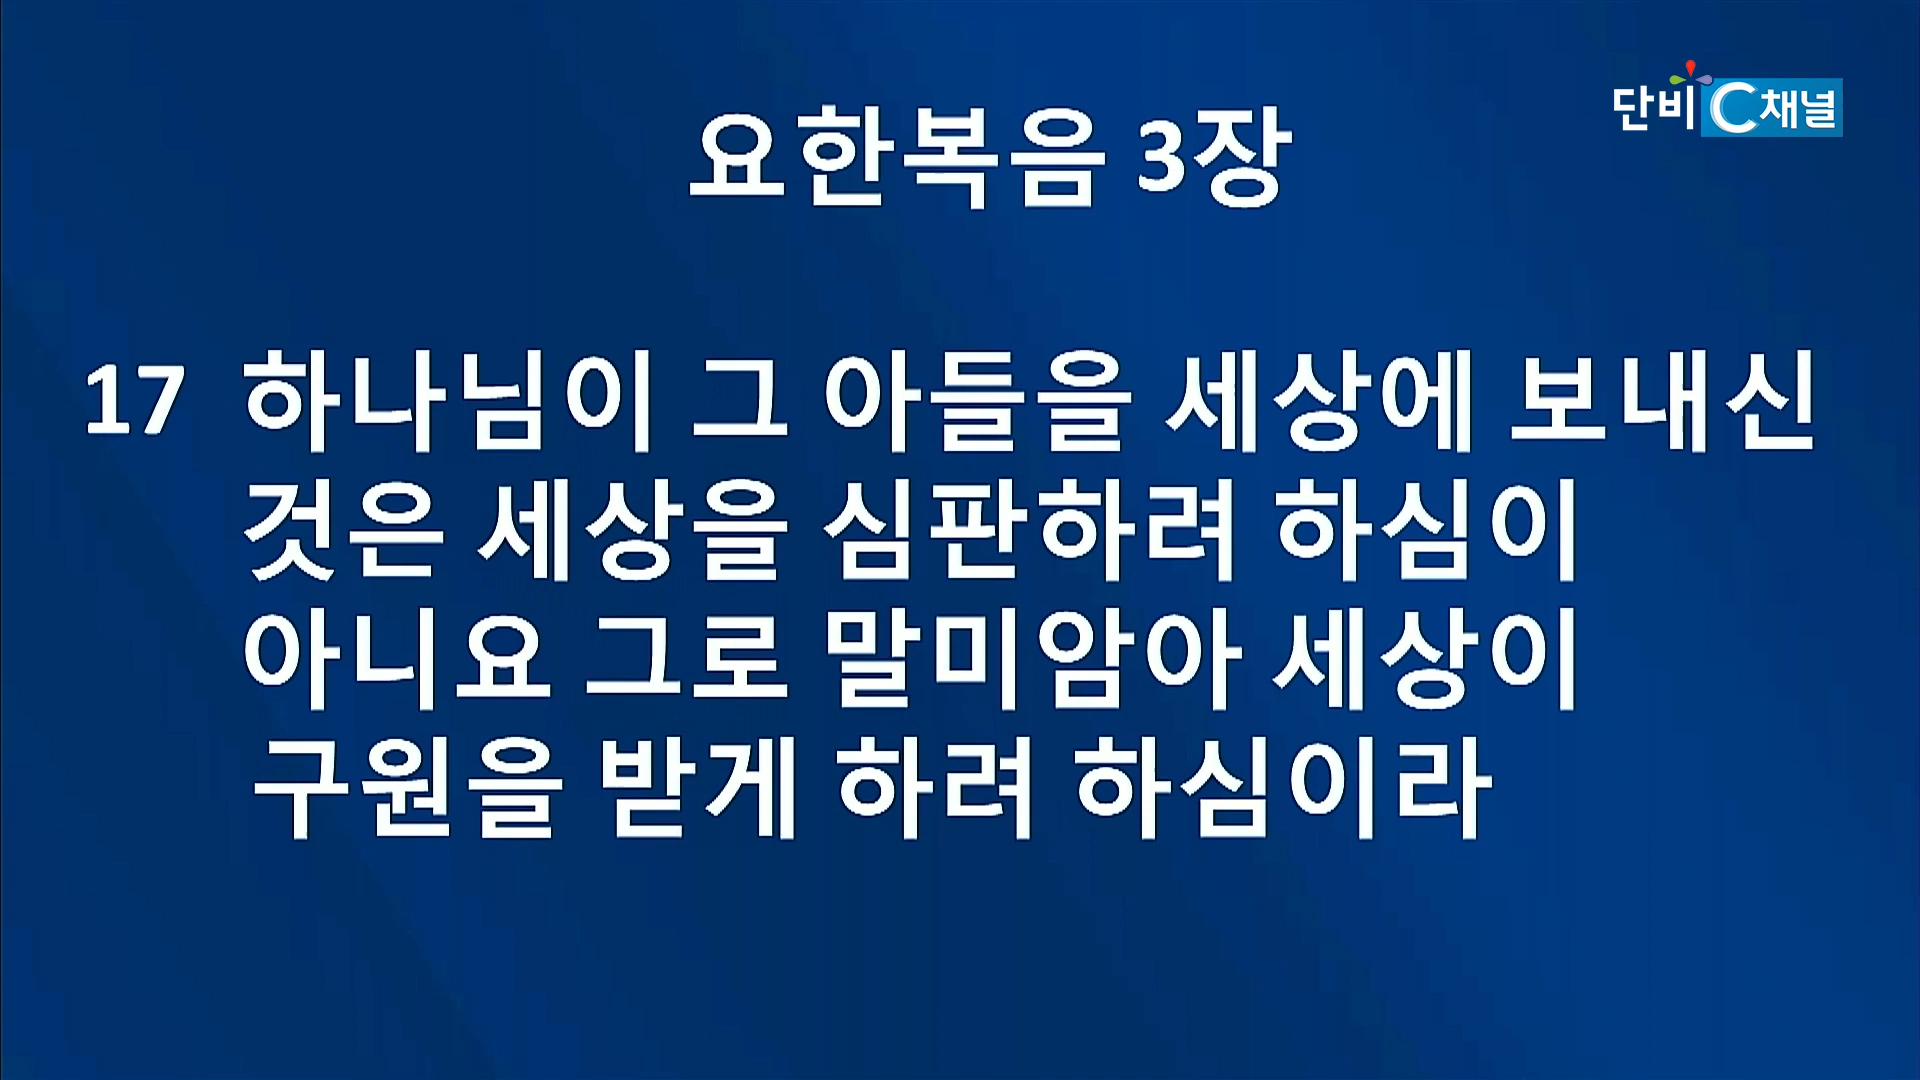 단비 C채널
요한복음 3장
17 하나님이 그 아들을 세상에 보내신
것은 세상을 심판하려 하심이
아니요 그로 말미암아 세상이
구원을 받게 하려 하심이라